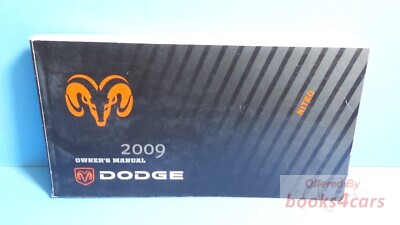 NITRO
2009
OWNER'S MANUAL
DODGE
Offered By
books4cars